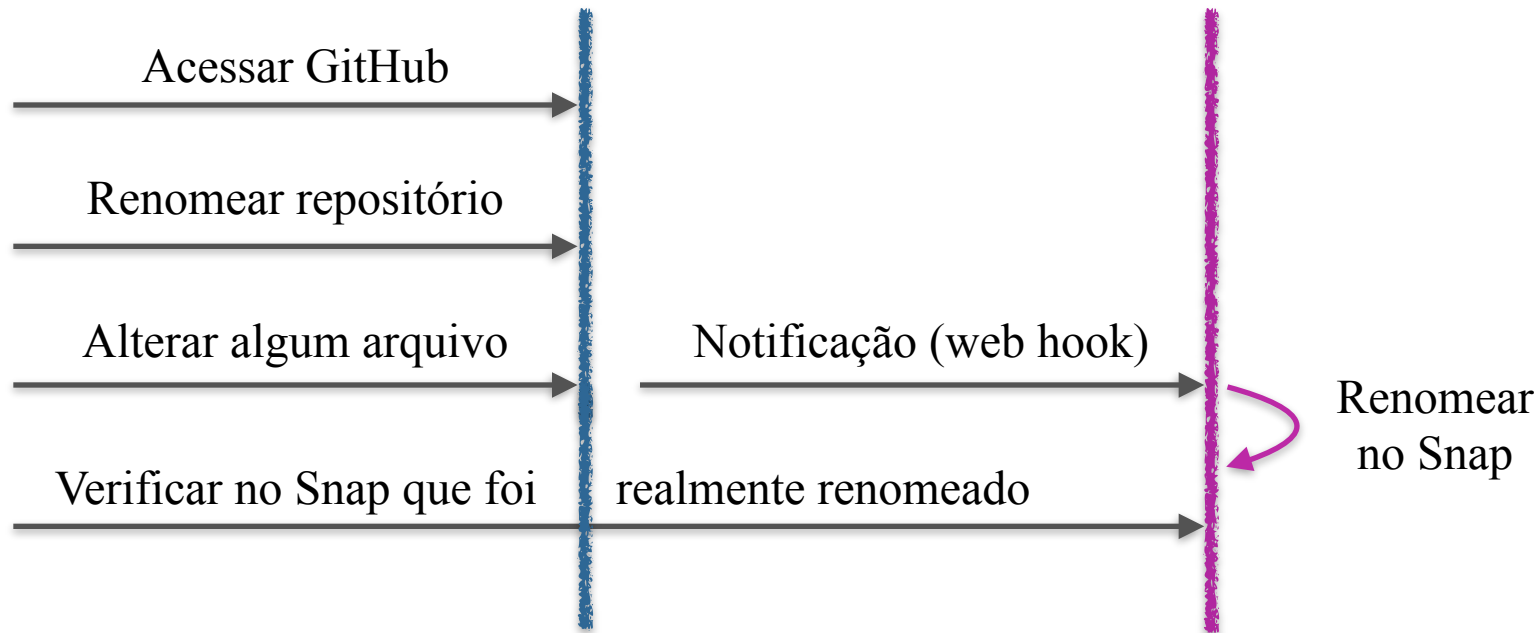 Acessar GitHub
Renomear repositório
Alterar algum arquivo
Notificação (web hook)
Renomear
no Snap
Verificar no Snap que foi realmente renomeado